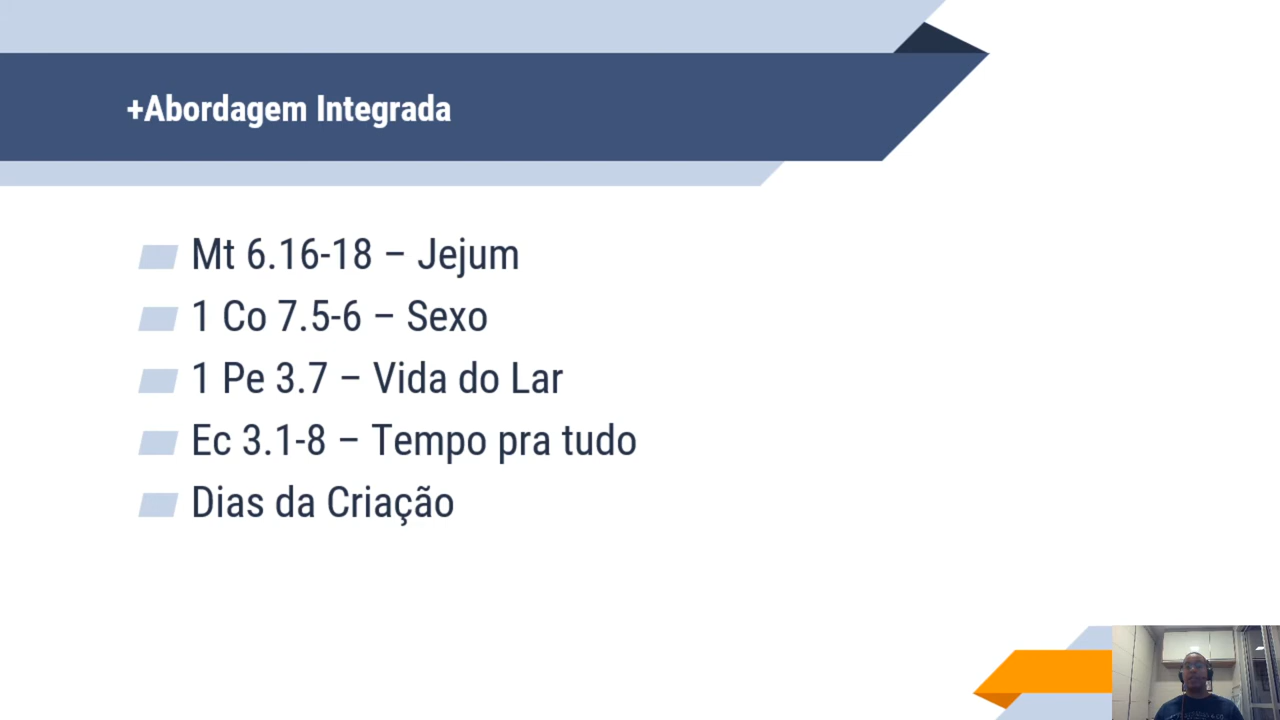 +Abordagem Integrada
Mt 6.16-18 – Jejum
1 Co 7.5-6 – Sexo
1 Pe 3.7 – Vida do Lar
Ec 3.1-8 – Tempo pra tudo
Dias da Criação